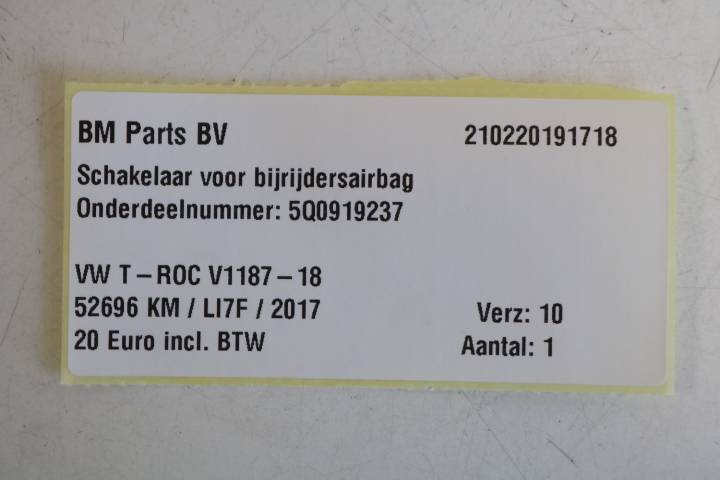 BM Parts BV 210220191718
Schakelaar voor bijrijdersairbag
Onderdeelnummer: 5Q0919237
VW T-ROC V1187-18
52696 KM / LI7F / 2017 Verz: 10
20 Euro incl. BTW Aantal: 1